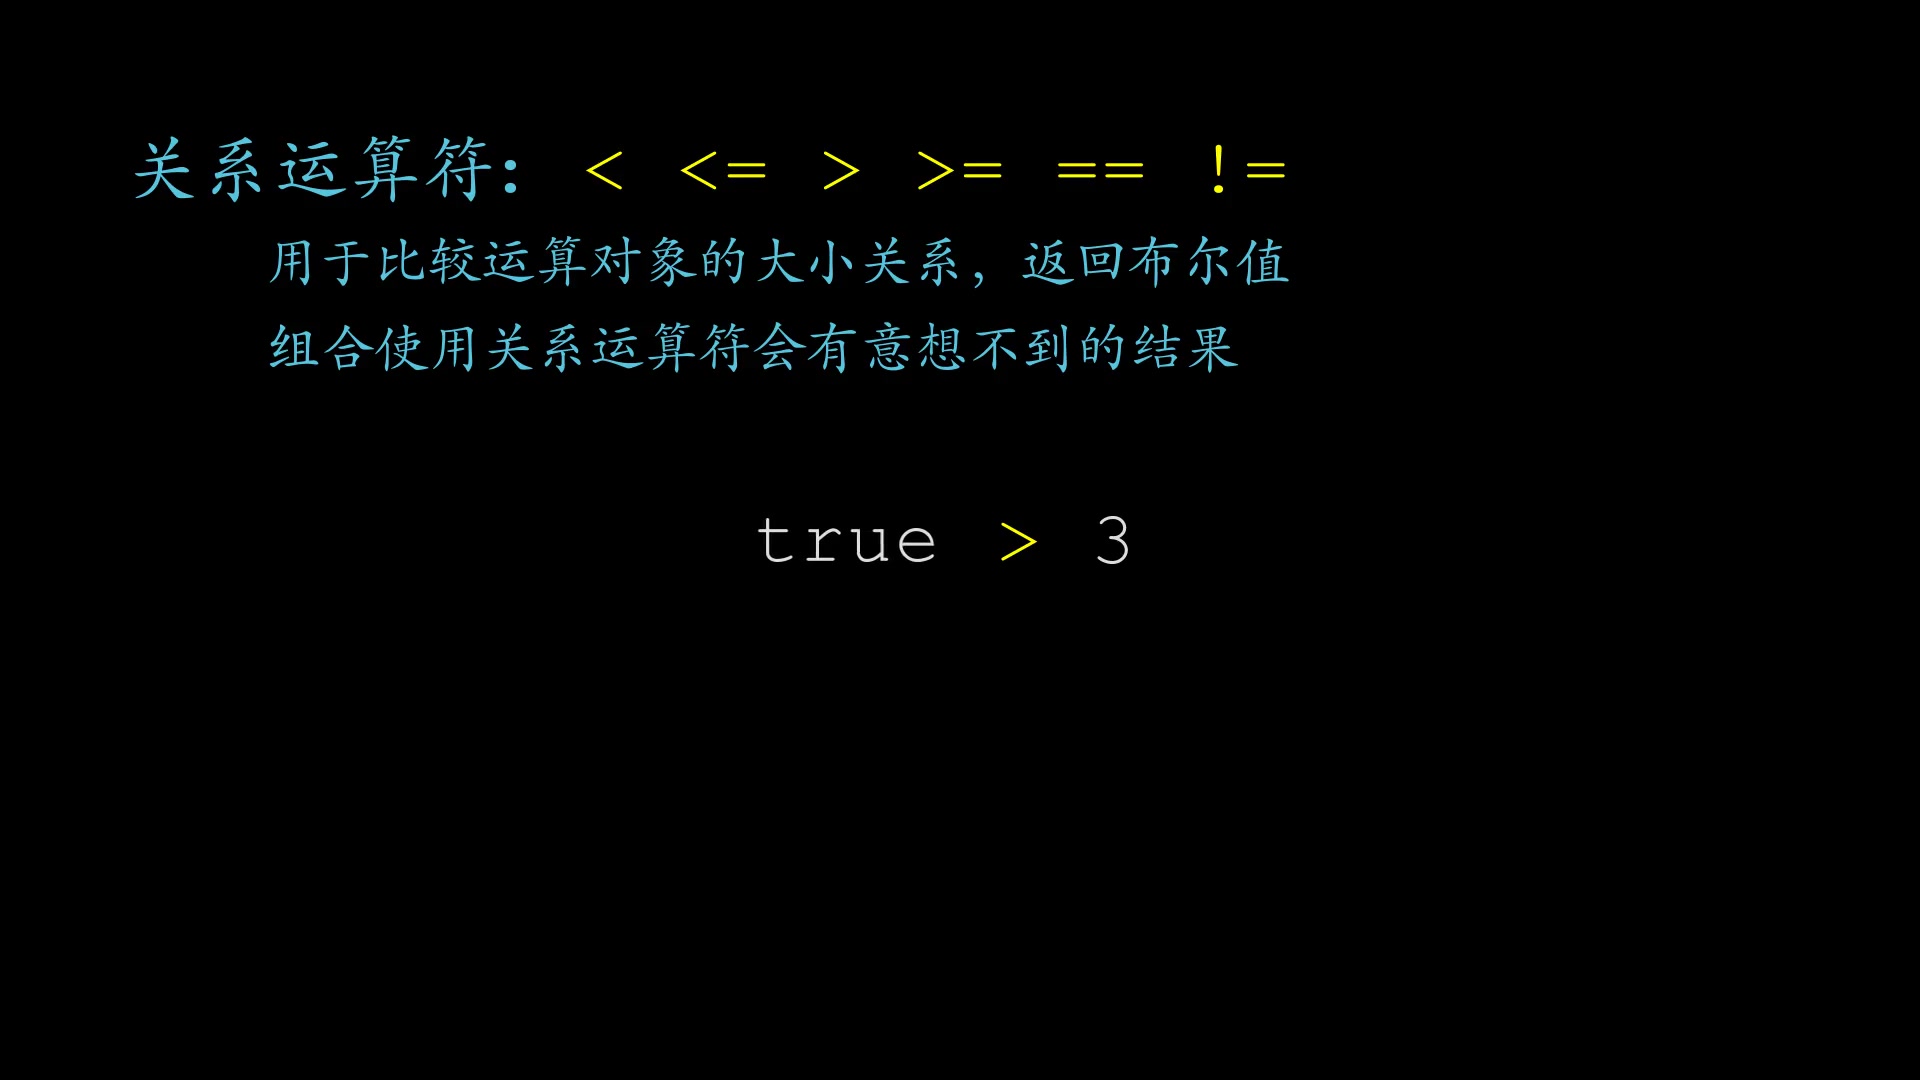 关系运算符: < <= > >= == !=
用于比较运算对象的大小关系，返回布尔值
组合使用关系运算符会有意想不到的结果
true > 3